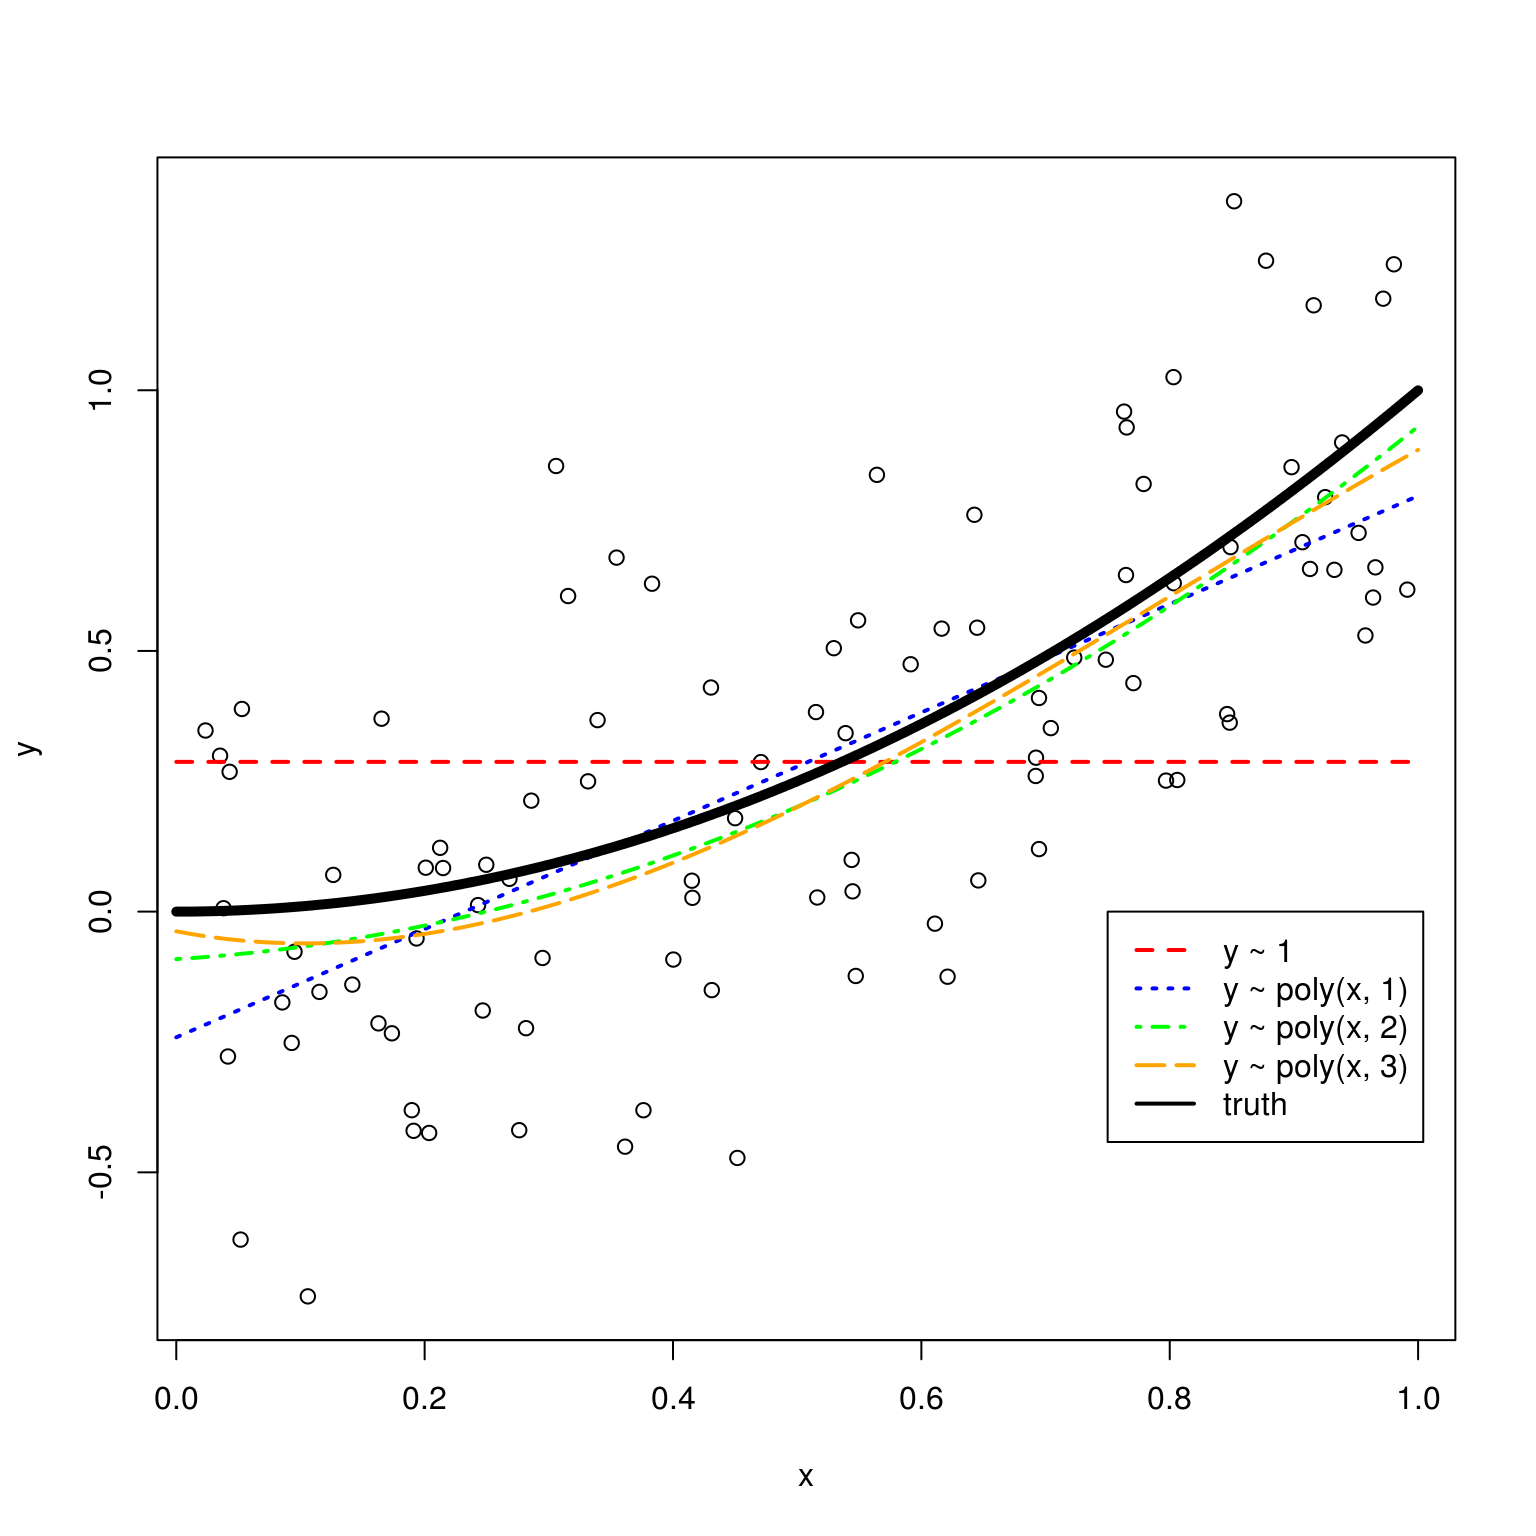 y
1.0
0.5
0.0
-0.5
y ~ 1
y ~ poly(x, 1)
y ~ poly(x, 2)
y ~ poly(x, 3)
truth
0.0 0.2 0.4 0.6 0.8 1.0
x